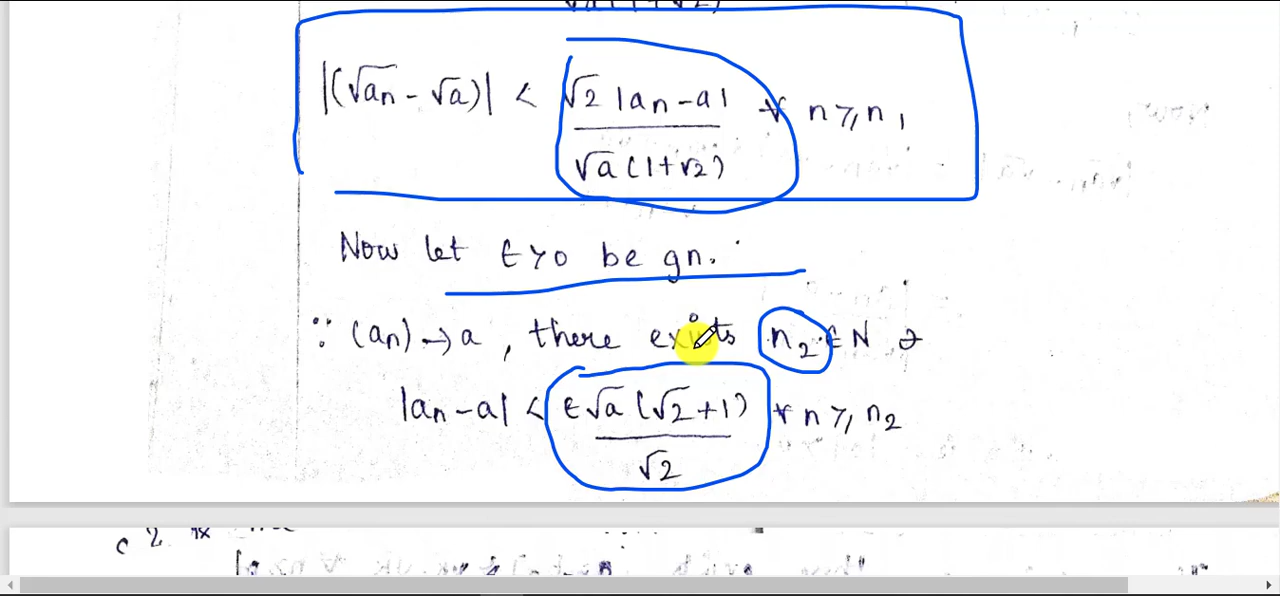 |(√an - √a)| < √2 |an - a| / √a (1+√2) ∀ n ≥ n1
Now let ϵ>0 be gn.
∵ (an) → a, there exists n2 ∈ N ∋
|an - a| < ϵ√a (√2+1) / √2 ∀ n ≥ n2